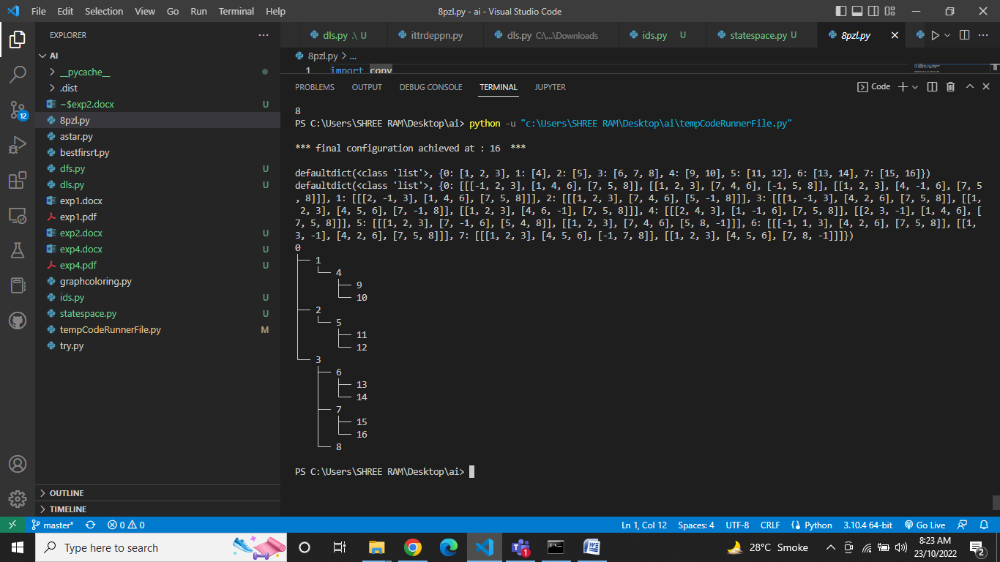 File Edit Selection View Go Run Terminal Help 8pzl.py - ai - Visual Studio Code
EXPLORER
AI
__pycache__
.dist
~$exp2.docx U
8pzl.py
astar.py
bestfirsrt.py
dfs.py U
dls.py U
exp1.docx
exp1.pdf
exp2.docx U
exp4.docx U
exp4.pdf U
graphcoloring.py
ids.py U
statespace.py U
tempCodeRunnerFile.py M
try.py
OUTLINE
TIMELINE
12
dls.py .\ U ittrdeppn.py dls.py C:\...\Downloads ids.py U statespace.py U 8pzl.py
8pzl.py > ...
1 import copy
PROBLEMS OUTPUT DEBUG CONSOLE TERMINAL JUPYTER Code
8
PS C:\Users\SHREE RAM\Desktop\ai> python -u "c:\Users\SHREE RAM\Desktop\ai\tempCodeRunnerFile.py"
*** final configuration achieved at : 16  ***
defaultdict(<class 'list'>, {0: [1, 2, 3], 1: [4], 2: [5], 3: [6, 7, 8], 4: [9, 10], 5: [11, 12], 6: [13, 14], 7: [15, 16]})
defaultdict(<class 'list'>, {0: [[[-1, 2, 3], [1, 4, 6], [7, 5, 8]], [[1, 2, 3], [7, 4, 6], [-1, 5, 8]], [[1, 2, 3], [4, -1, 6], [7, 5
, 8]]], 1: [[[2, -1, 3], [1, 4, 6], [7, 5, 8]]], 2: [[[1, 2, 3], [7, 4, 6], [5, -1, 8]]], 3: [[[1, -1, 3], [4, 2, 6], [7, 5, 8]], [[1,
 2, 3], [4, 5, 6], [7, -1, 8]], [[1, 2, 3], [4, 6, -1], [7, 5, 8]]], 4: [[[2, 4, 3], [1, -1, 6], [7, 5, 8]], [[2, 3, -1], [1, 4, 6], [
7, 5, 8]]], 5: [[[1, 2, 3], [7, -1, 6], [5, 4, 8]], [[1, 2, 3], [7, 4, 6], [5, 8, -1]]], 6: [[[-1, 1, 3], [4, 2, 6], [7, 5, 8]], [[1,
3, -1], [4, 2, 6], [7, 5, 8]]], 7: [[[1, 2, 3], [4, 5, 6], [-1, 7, 8]], [[1, 2, 3], [4, 5, 6], [7, 8, -1]]]})
0
├── 1
│   └── 4
│       ├── 9
│       └── 10
├── 2
│   └── 5
│       ├── 11
│       └── 12
└── 3
    ├── 6
    │   ├── 13
    │   └── 14
    ├── 7
    │   ├── 15
    │   └── 16
    └── 8
PS C:\Users\SHREE RAM\Desktop\ai>
master* 0 0 Ln 1, Col 12 Spaces: 4 UTF-8 CRLF Python 3.10.4 64-bit Go Live
Type here to search 1 28°C Smoke 8:23 AM
23/10/2022 2